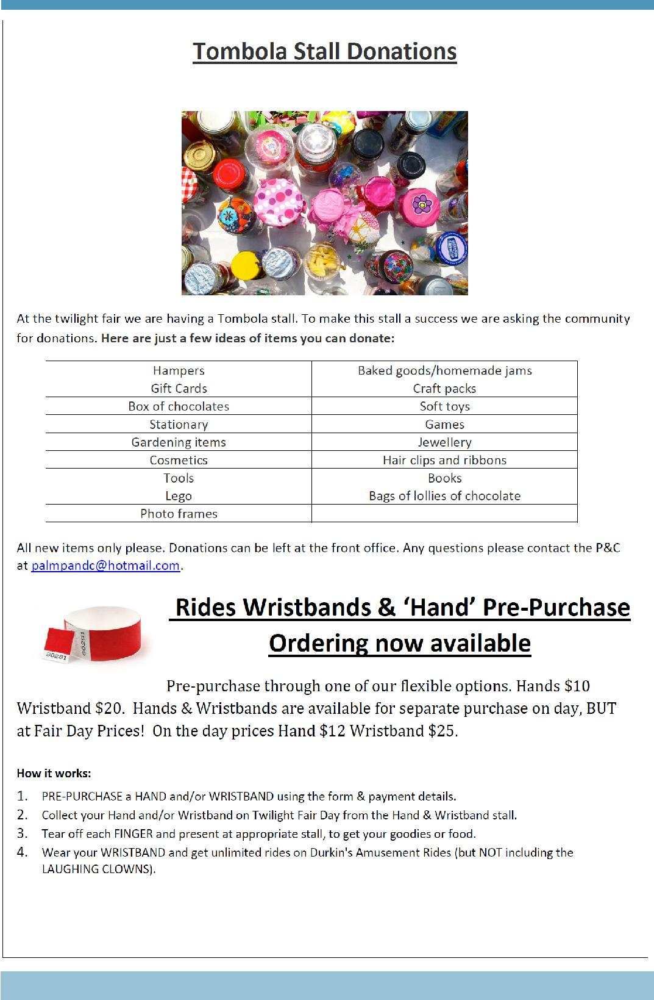 Tombola Stall Donations
At the twilight fair we are having a Tombola stall. To make this stall a success we are asking the community
for donations. Here are just a few ideas of items you can donate:
Hampers Baked goods/homemade jams
Gift Cards Craft packs
Box of chocolates Soft toys
Stationary Games
Gardening items Jewellery
Cosmetics Hair clips and ribbons
Tools Books
Lego Bags of lollies of chocolate
Photo frames
All new items only please. Donations can be left at the front office. Any questions please contact the P&C
at palmpandc@hotmail.com.
Rides Wristbands & ‘Hand’ Pre-Purchase
Ordering now available
80281
80281
Pre-purchase through one of our flexible options. Hands $10
Wristband $20.  Hands & Wristbands are available for separate purchase on day, BUT
at Fair Day Prices!  On the day prices Hand $12 Wristband $25.
How it works:
1. PRE-PURCHASE a HAND and/or WRISTBAND using the form & payment details.
2. Collect your Hand and/or Wristband on Twilight Fair Day from the Hand & Wristband stall.
3. Tear off each FINGER and present at appropriate stall, to get your goodies or food.
4. Wear your WRISTBAND and get unlimited rides on Durkin's Amusement Rides (but NOT including the
LAUGHING CLOWNS).